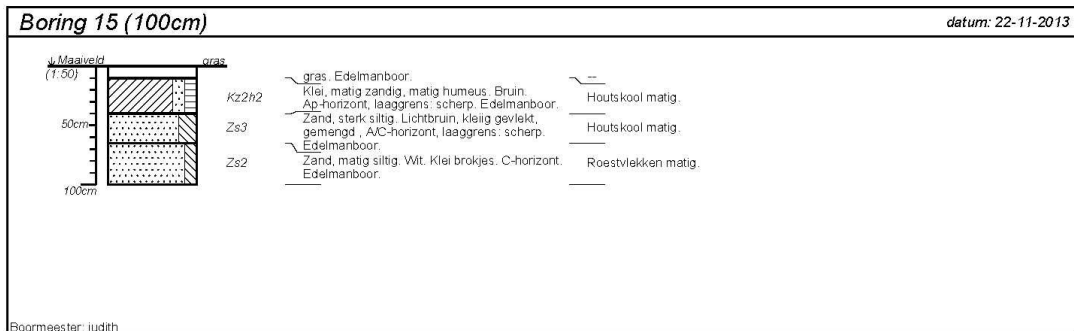 Boring 15 (100cm)
datum: 22-11-2013
↓ Maaiveld
gras
(1:50)
gras. Edelmanboor.
--
Kz2h2
Klei, matig zandig, matig humeus. Bruin.
Ap-horizont, laaggrens: scherp. Edelmanboor.
Houtskool matig.
50cm
Zs3
Zand, sterk siltig. Lichtbruin, kleiig gevlekt,
gemengd , A/C-horizont, laaggrens: scherp.
Edelmanboor.
Houtskool matig.
Zs2
Zand, matig siltig. Wit. Klei brokjes. C-horizont.
Edelmanboor.
Roestvlekken matig.
100cm
Boormeester: judith